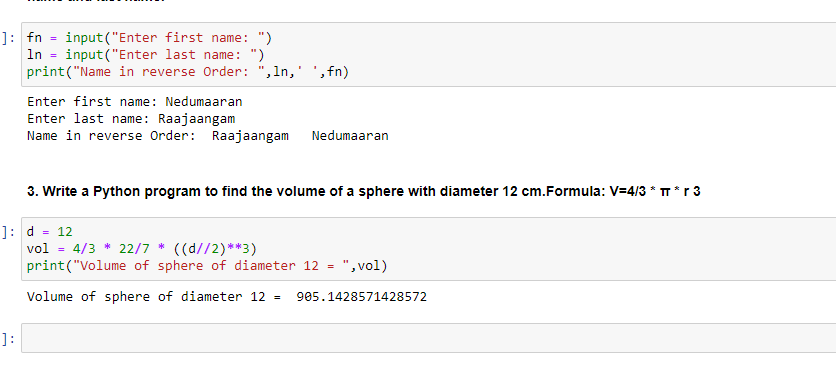 ]: fn = input("Enter first name: ")
ln = input("Enter last name: ")
print("Name in reverse Order: ",ln,' ',fn)
Enter first name: Nedumaaran
Enter last name: Raajaangam
Name in reverse Order:  Raajaangam   Nedumaaran
3. Write a Python program to find the volume of a sphere with diameter 12 cm.Formula: V=4/3 * π * r 3
]: d = 12
vol = 4/3 * 22/7 * ((d//2)**3)
print("Volume of sphere of diameter 12 = ",vol)
Volume of sphere of diameter 12 =  905.1428571428572
]: